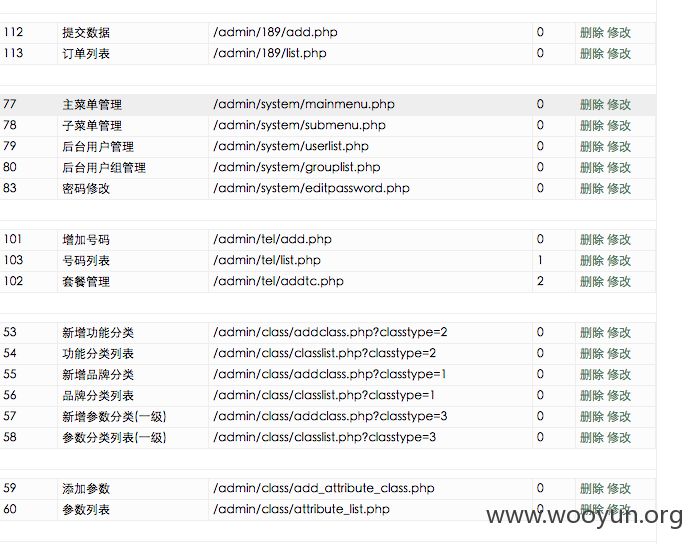 112 提交数据 /admin/189/add.php 0 删除 修改
113 订单列表 /admin/189/list.php 0 删除 修改
77 主菜单管理 /admin/system/mainmenu.php 0 删除 修改
78 子菜单管理 /admin/system/submenu.php 0 删除 修改
79 后台用户管理 /admin/system/userlist.php 0 删除 修改
80 后台用户组管理 /admin/system/grouplist.php 0 删除 修改
83 密码修改 /admin/system/editpassword.php 0 删除 修改
101 增加号码 /admin/tel/add.php 0 删除 修改
103 号码列表 /admin/tel/list.php 1 删除 修改
102 套餐管理 /admin/tel/addtc.php 2 删除 修改
53 新增功能分类 /admin/class/addclass.php?classtype=2 0 删除 修改
54 功能分类列表 /admin/class/classlist.php?classtype=2 0 删除 修改
55 新增品牌分类 /admin/class/addclass.php?classtype=1 0 删除 修改
56 品牌分类列表 /admin/class/classlist.php?classtype=1 0 删除 修改
57 新增参数分类(一级) /admin/class/addclass.php?classtype=3 0 删除 修改
58 参数分类列表(一级) /admin/class/classlist.php?classtype=3 0 删除 修改
59 添加参数 /admin/class/add_attribute_class.php 0 删除 修改
60 参数列表 /admin/class/attribute_list.php 0 删除 修改
www.wooyun.org